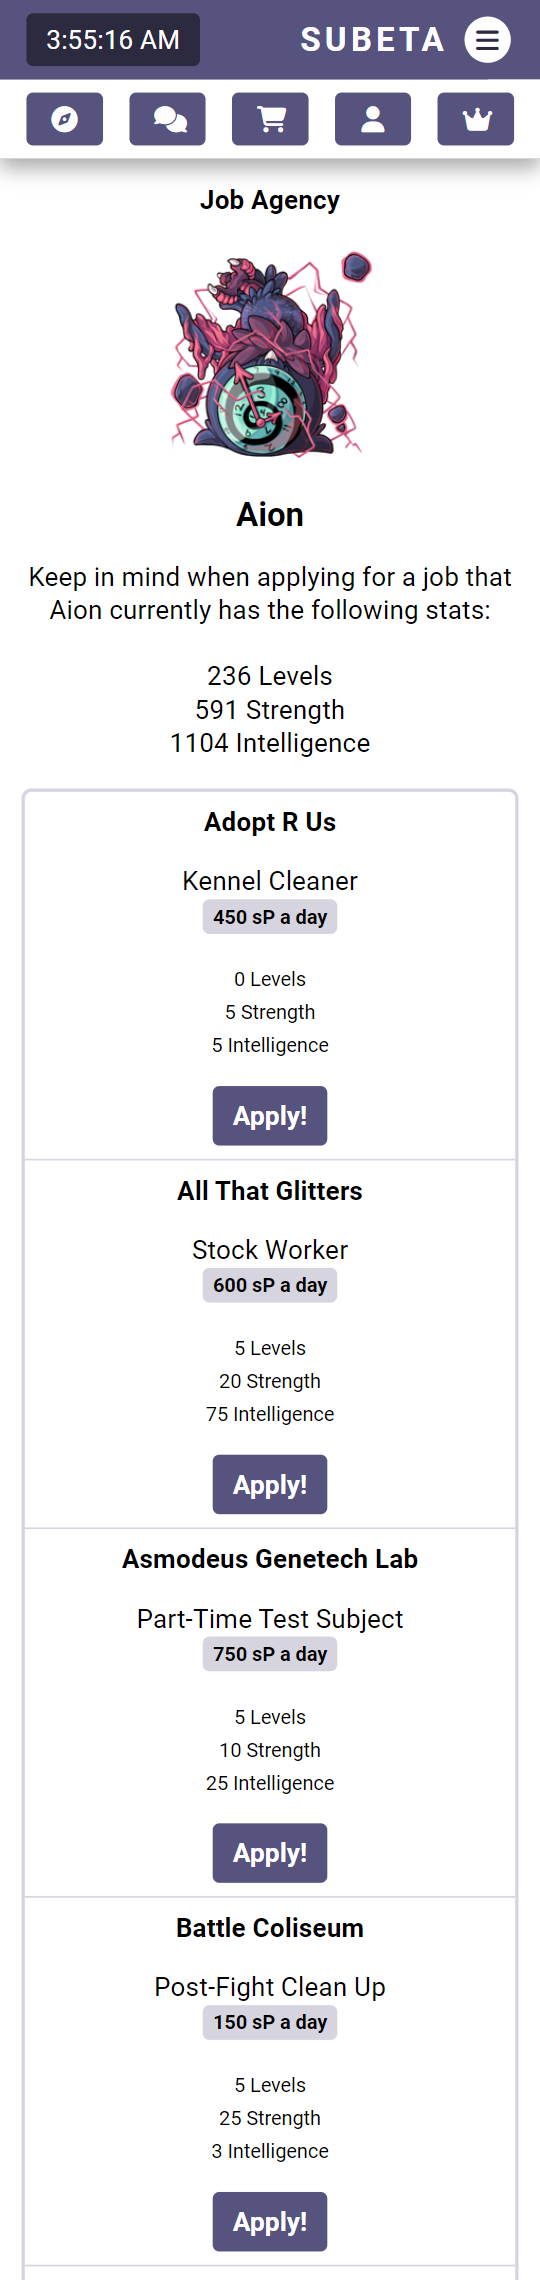 3:55:16 AM
SUBETA
Job Agency
Aion
Keep in mind when applying for a job that
Aion currently has the following stats:
236 Levels
591 Strength
1104 Intelligence
Adopt R Us
Kennel Cleaner
450 sP a day
0 Levels
5 Strength
5 Intelligence
Apply!
All That Glitters
Stock Worker
600 sP a day
5 Levels
20 Strength
75 Intelligence
Apply!
Asmodeus Genetech Lab
Part-Time Test Subject
750 sP a day
5 Levels
10 Strength
25 Intelligence
Apply!
Battle Coliseum
Post-Fight Clean Up
150 sP a day
5 Levels
25 Strength
3 Intelligence
Apply!